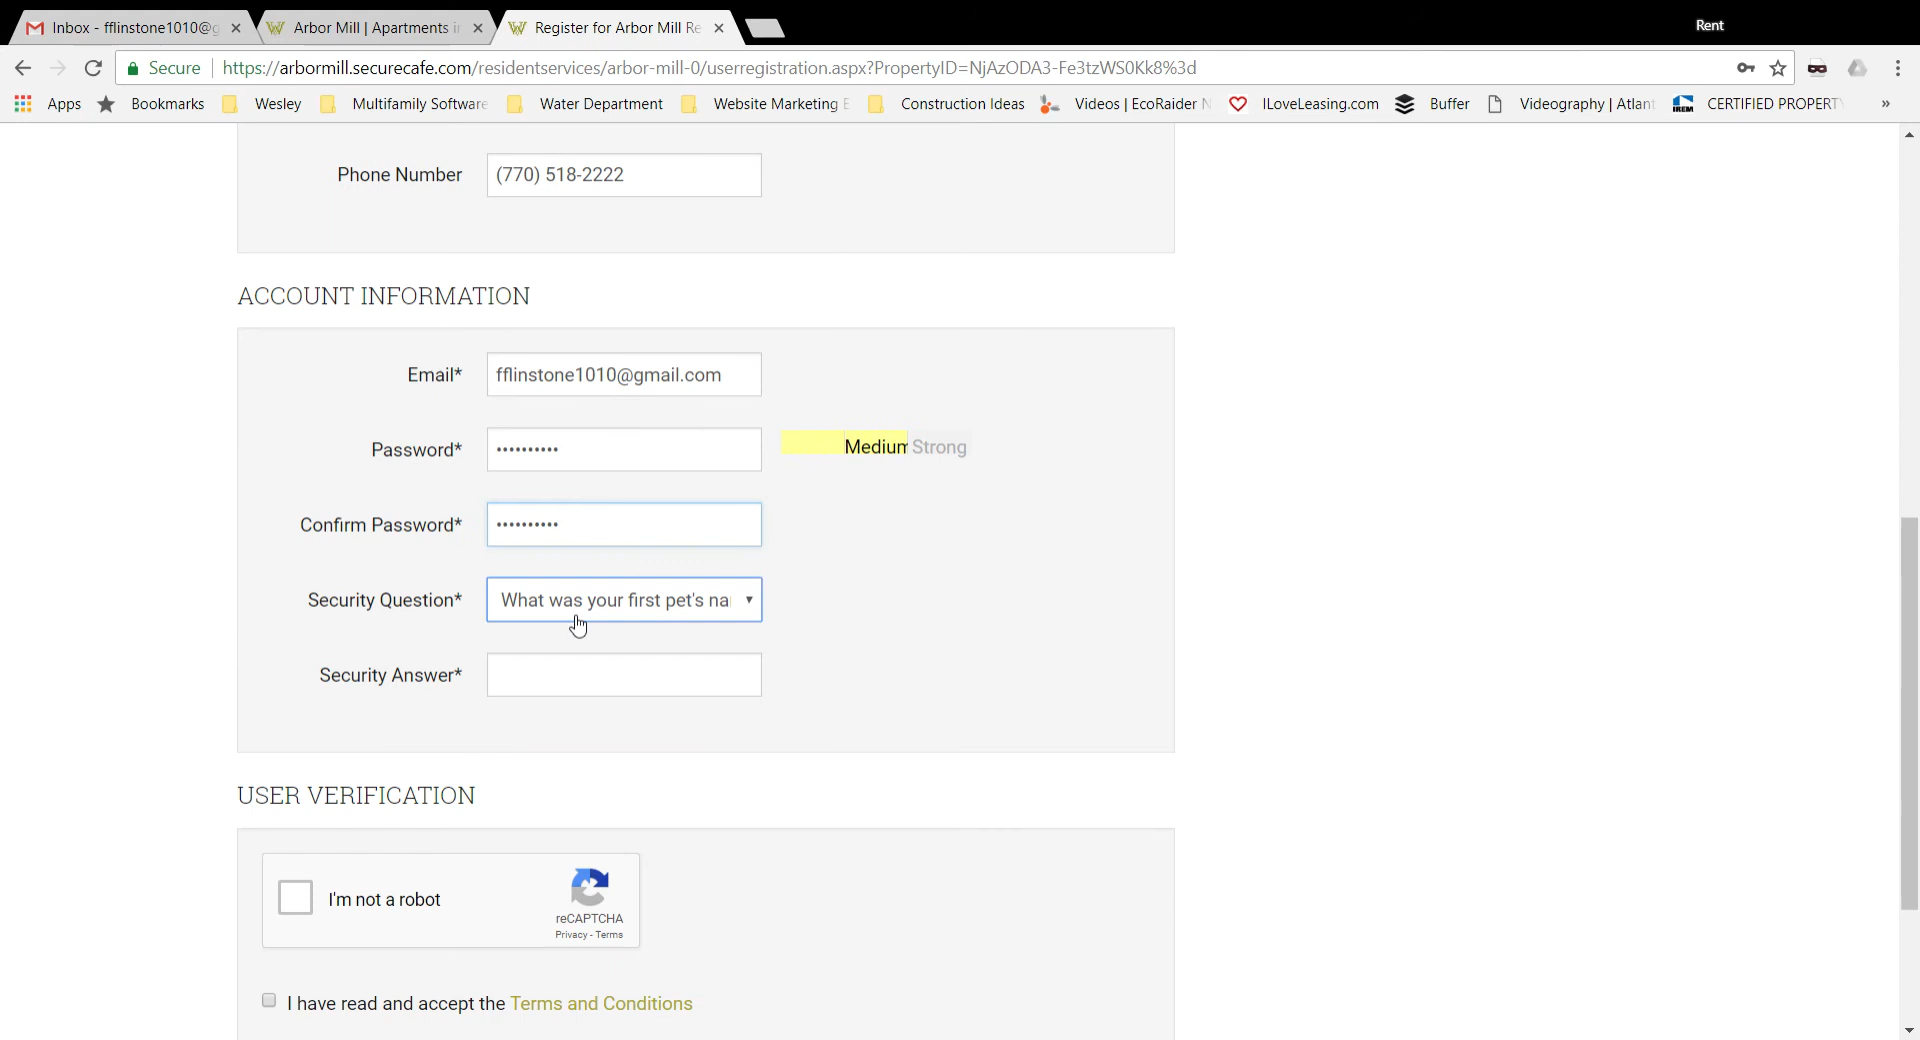 Inbox - fflinstone1010@g
Arbor Mill | Apartments i
Register for Arbor Mill Re
Rent
Secure
https://arbormill.securecafe.com/residentservices/arbor-mill-0/userregistration.aspx?PropertyID=NjAzODA3-Fe3tzWS0Kk8%3d
Apps
Bookmarks
Wesley
Multifamily Software
Water Department
Website Marketing E
Construction Ideas
Videos | EcoRaider N
ILoveLeasing.com
Buffer
Videography | Atlant
IREM
CERTIFIED PROPERTY
»
Phone Number
(770) 518-2222
ACCOUNT INFORMATION
Email*
fflinstone1010@gmail.com
Password*
••••••••••
Medium
Strong
Confirm Password*
••••••••••
Security Question*
What was your first pet's na
Security Answer*
USER VERIFICATION
I'm not a robot
reCAPTCHA
Privacy - Terms
I have read and accept the Terms and Conditions